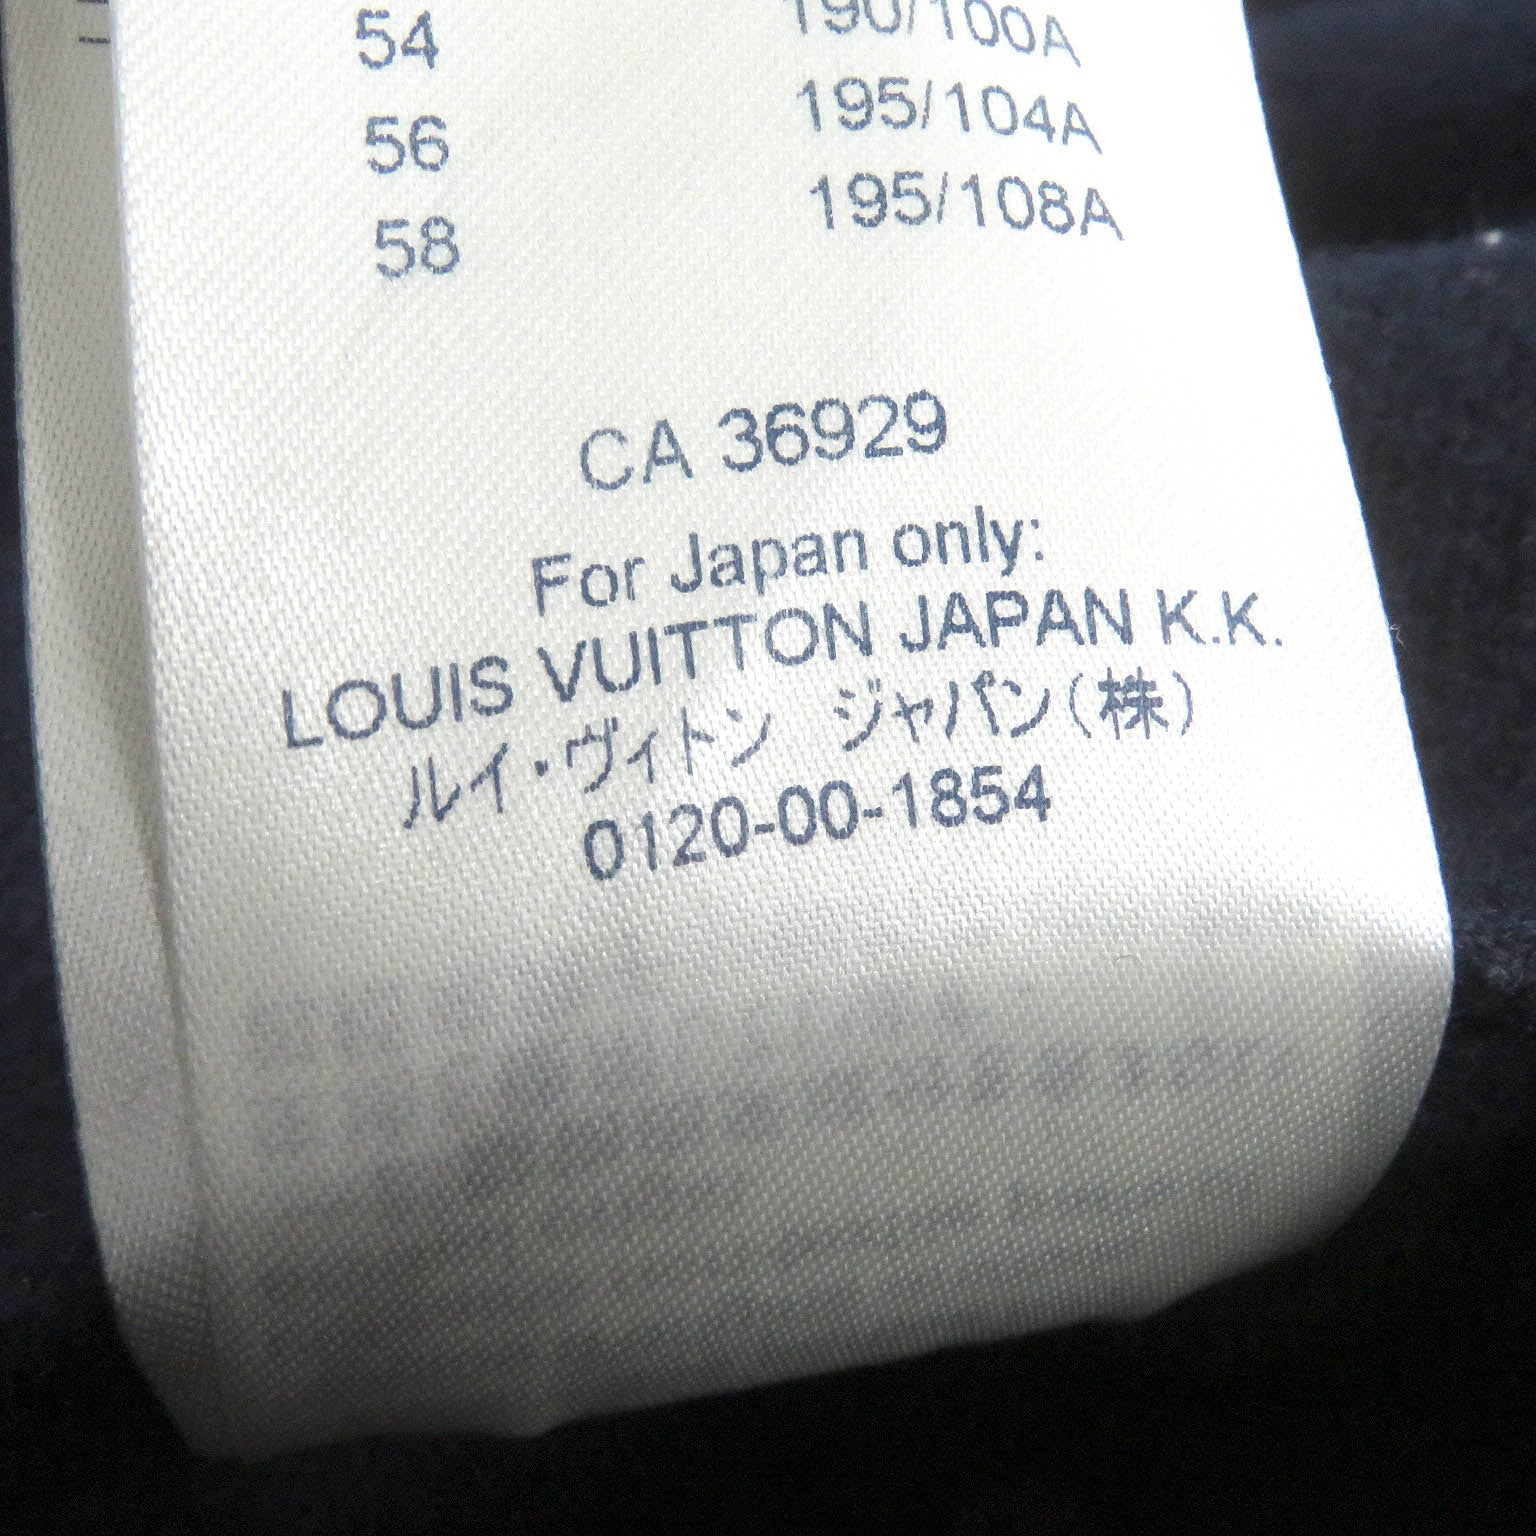 54 190/100A
56 195/104A
58 195/108A
CA 36929
For Japan only:
LOUIS VUITTON JAPAN K.K.
ルイ・ヴィトン ジャパン(株)
0120-00-1854